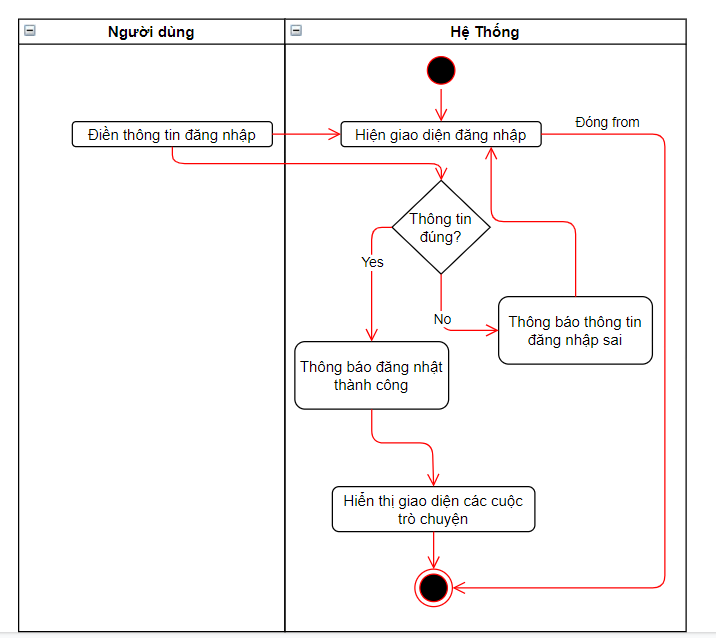 Người dùng
Hệ Thống
Điền thông tin đăng nhập
Hiện giao diện đăng nhập
Đóng from
Thông tin
đúng?
Yes
No
Thông báo thông tin
đăng nhập sai
Thông báo đăng nhật
thành công
Hiển thị giao diện các cuộc
trò chuyện